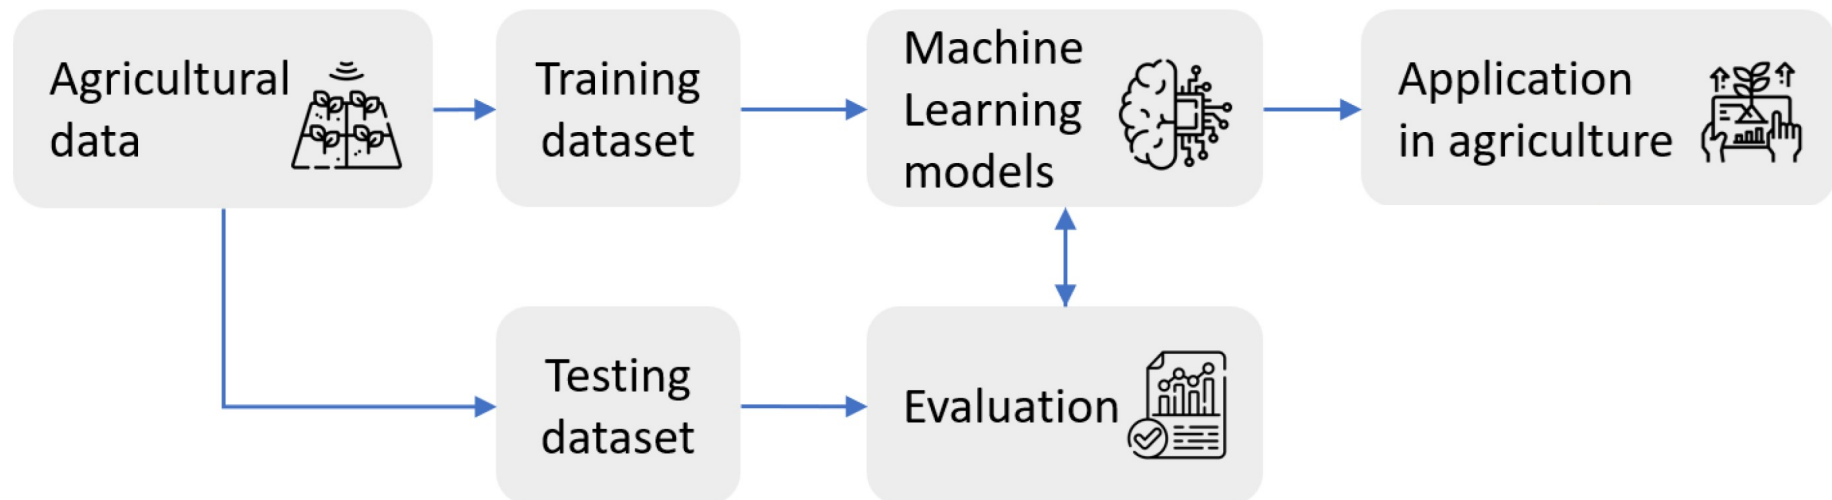 Agricultural
data
Training
dataset
Machine
Learning
models
Application
in agriculture
Testing
dataset
Evaluation